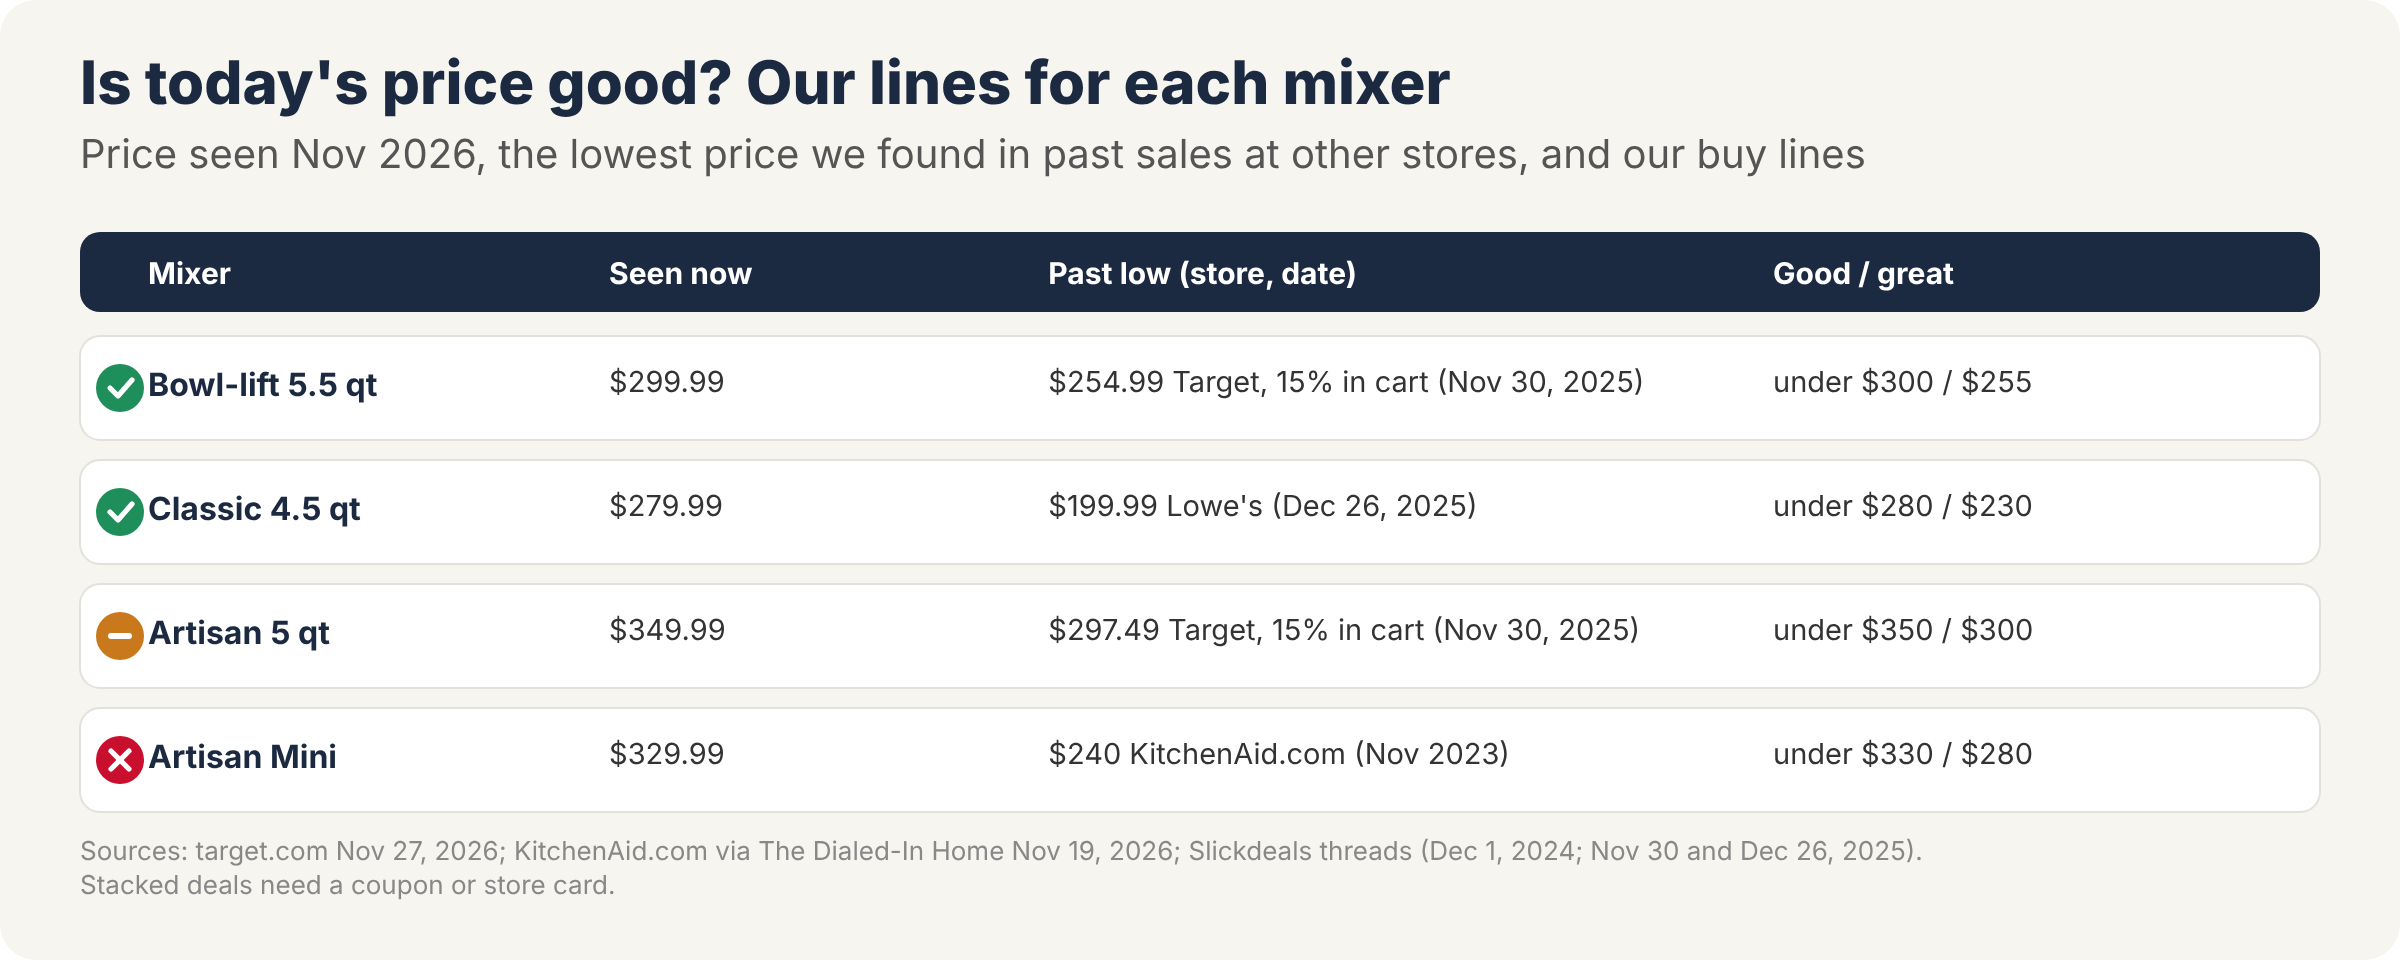 Is today's price good? Our lines for each mixer
Price seen Nov 2026, the lowest price we found in past sales at other stores, and our buy lines
Mixer Seen now Past low (store, date) Good / great
Bowl-lift 5.5 qt $299.99 $254.99 Target, 15% in cart (Nov 30, 2025) under $300 / $255
Classic 4.5 qt $279.99 $199.99 Lowe's (Dec 26, 2025) under $280 / $230
Artisan 5 qt $349.99 $297.49 Target, 15% in cart (Nov 30, 2025) under $350 / $300
Artisan Mini $329.99 $240 KitchenAid.com (Nov 2023) under $330 / $280
Sources: target.com Nov 27, 2026; KitchenAid.com via The Dialed-In Home Nov 19, 2026; Slickdeals threads (Dec 1, 2024; Nov 30 and Dec 26, 2025).
Stacked deals need a coupon or store card.